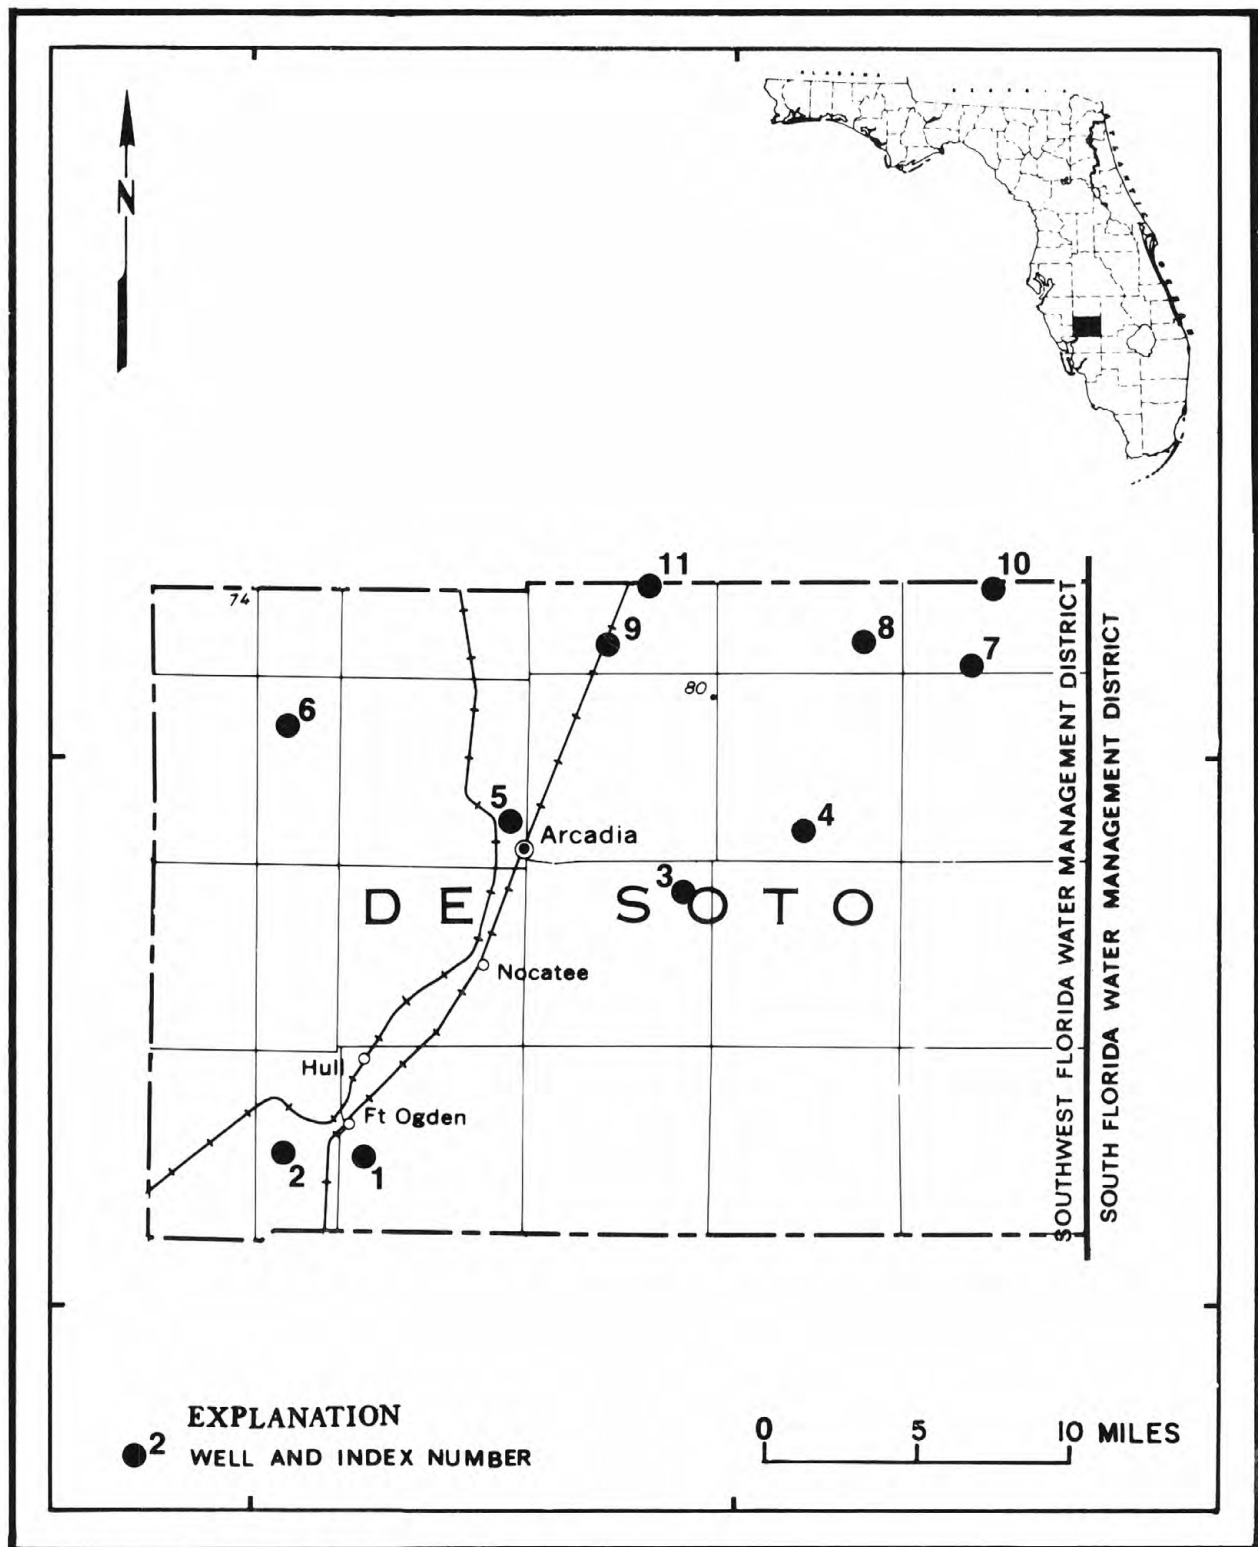 N
11
10
74
9
8
7
80
6
5
Arcadia
4
3
DE SOTO
Nocatee
Hull
Ft Ogden
2
1
SOUTHWEST FLORIDA WATER MANAGEMENT DISTRICT
SOUTH FLORIDA WATER MANAGEMENT DISTRICT
EXPLANATION
2 WELL AND INDEX NUMBER
0 5 10 MILES